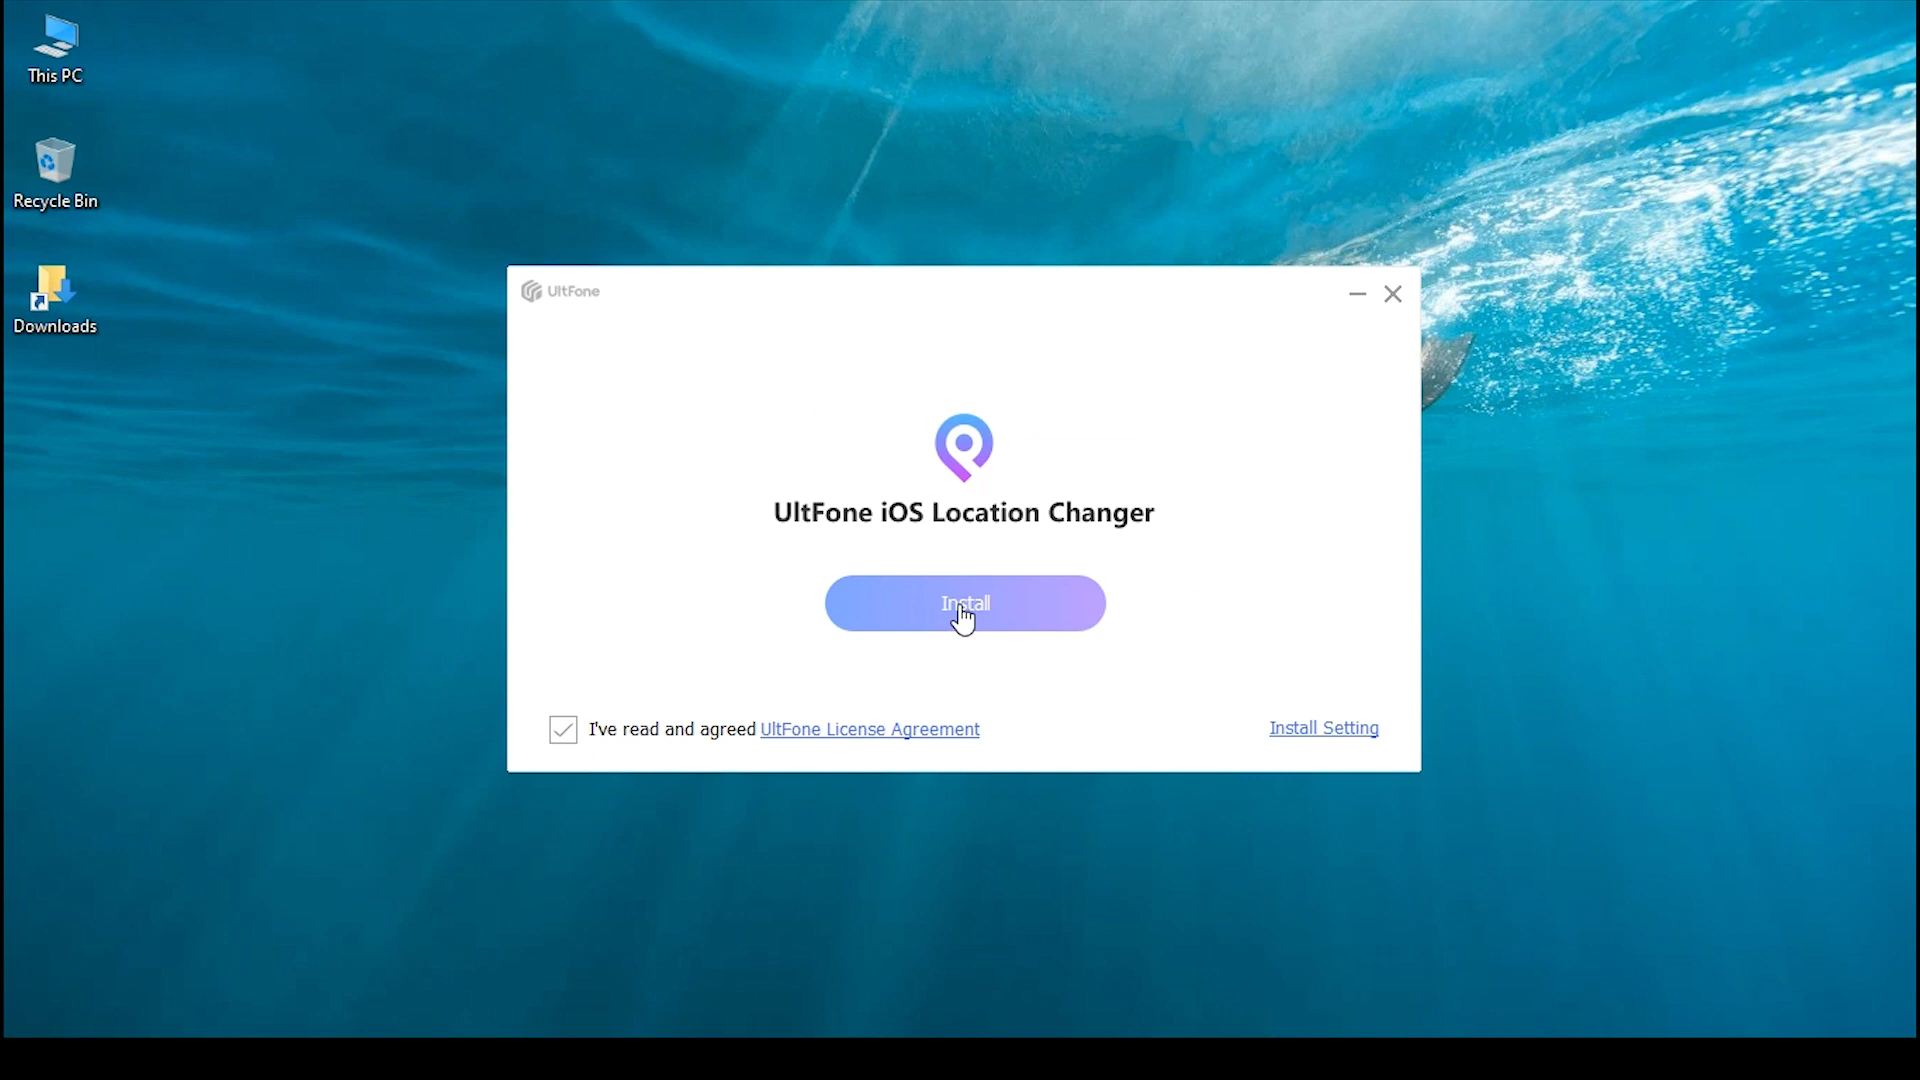 This PC
Recycle Bin
Downloads
UltFone
UltFone iOS Location Changer
Install
I've read and agreed UltFone License Agreement
Install Setting